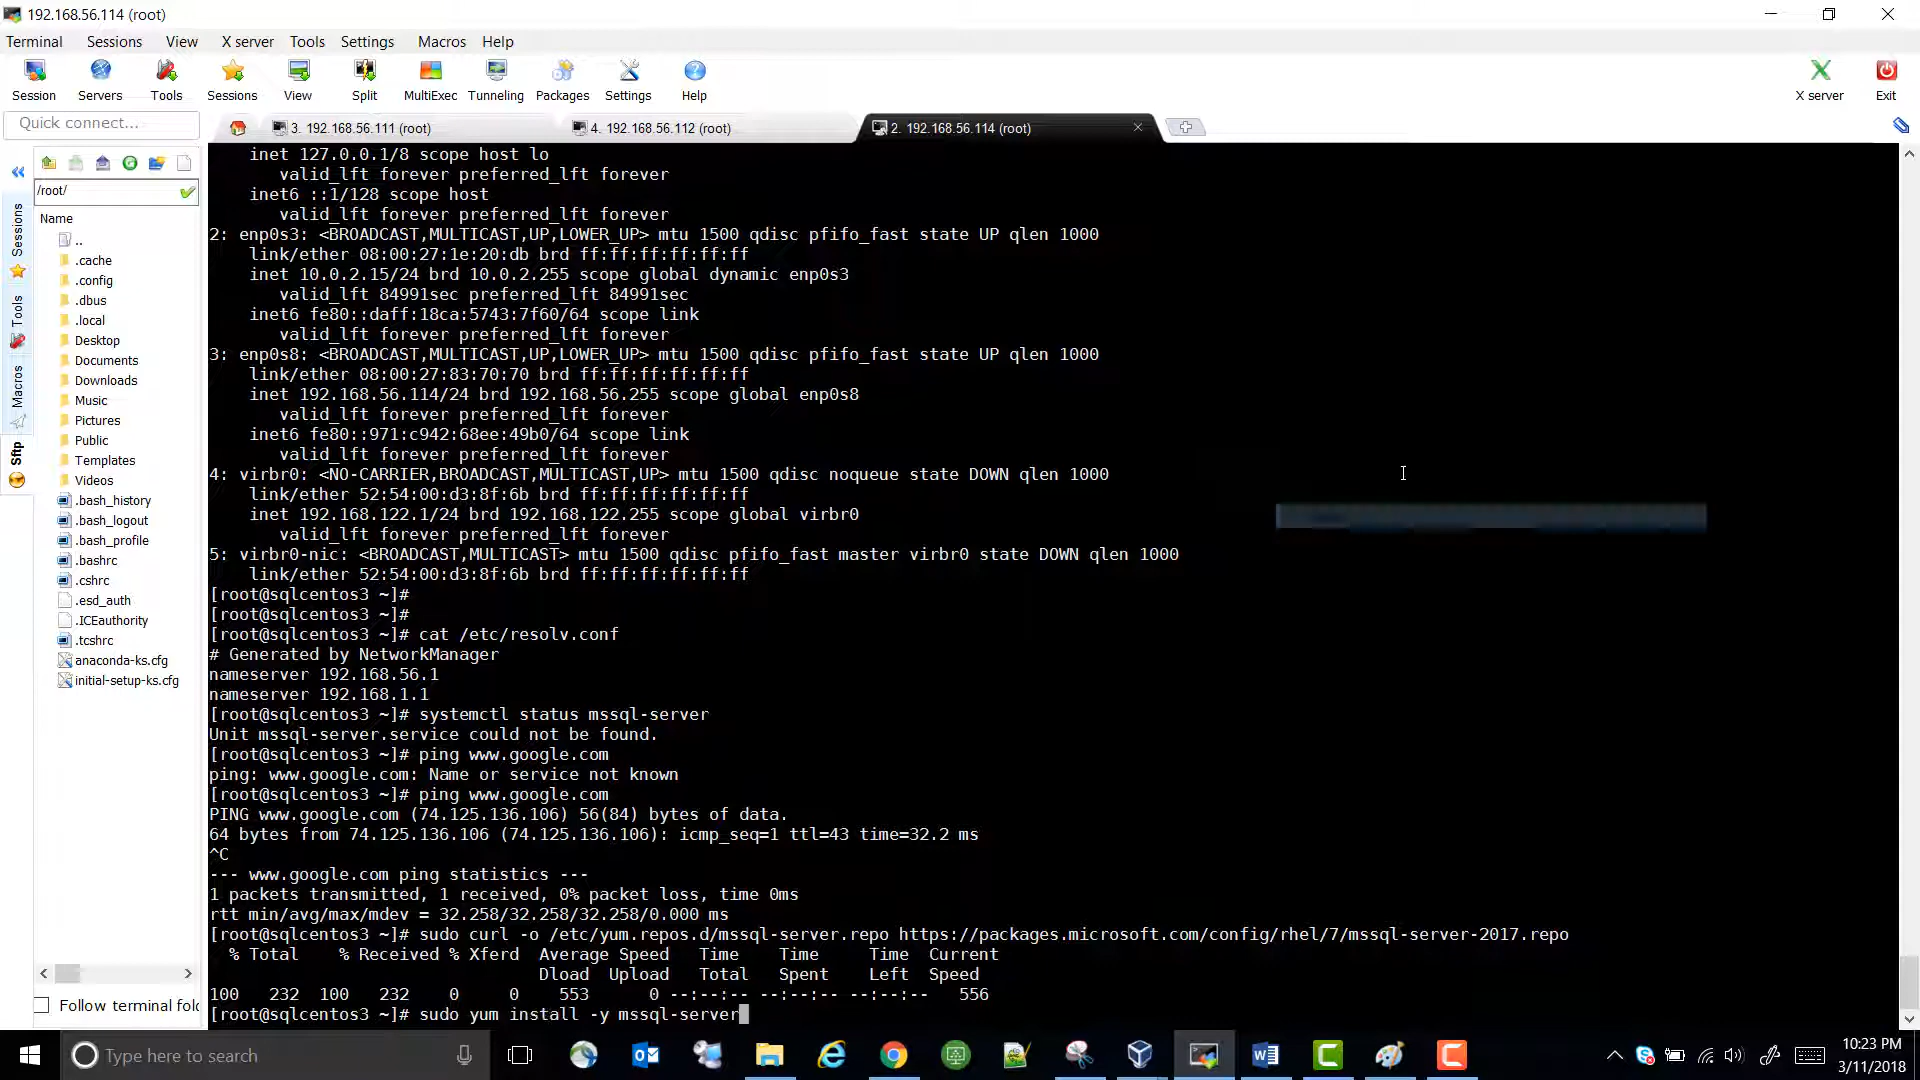 192.168.56.114 (root)
Terminal Sessions View X server Tools Settings Macros Help
Session Servers Tools Sessions View Split MultiExec Tunneling Packages Settings Help X server Exit
Quick connect...
3. 192.168.56.111 (root)
4. 192.168.56.112 (root)
2. 192.168.56.114 (root)
Sessions
Tools
Macros
Sftp
/root/
Name
..
.cache
.config
.dbus
.local
Desktop
Documents
Downloads
Music
Pictures
Public
Templates
Videos
.bash_history
.bash_logout
.bash_profile
.bashrc
.cshrc
.esd_auth
.ICEauthority
.tcshrc
anaconda-ks.cfg
initial-setup-ks.cfg
Follow terminal fol
inet 127.0.0.1/8 scope host lo
valid_lft forever preferred_lft forever
inet6 ::1/128 scope host
valid_lft forever preferred_lft forever
2: enp0s3: <BROADCAST,MULTICAST,UP,LOWER_UP> mtu 1500 qdisc pfifo_fast state UP qlen 1000
link/ether 08:00:27:1e:20:db brd ff:ff:ff:ff:ff:ff
inet 10.0.2.15/24 brd 10.0.2.255 scope global dynamic enp0s3
valid_lft 84991sec preferred_lft 84991sec
inet6 fe80::daff:18ca:5743:7f60/64 scope link
valid_lft forever preferred_lft forever
3: enp0s8: <BROADCAST,MULTICAST,UP,LOWER_UP> mtu 1500 qdisc pfifo_fast state UP qlen 1000
link/ether 08:00:27:83:70:70 brd ff:ff:ff:ff:ff:ff
inet 192.168.56.114/24 brd 192.168.56.255 scope global enp0s8
valid_lft forever preferred_lft forever
inet6 fe80::971:c942:68ee:49b0/64 scope link
valid_lft forever preferred_lft forever
4: virbr0: <NO-CARRIER,BROADCAST,MULTICAST,UP> mtu 1500 qdisc noqueue state DOWN qlen 1000
link/ether 52:54:00:d3:8f:6b brd ff:ff:ff:ff:ff:ff
inet 192.168.122.1/24 brd 192.168.122.255 scope global virbr0
valid_lft forever preferred_lft forever
5: virbr0-nic: <BROADCAST,MULTICAST> mtu 1500 qdisc pfifo_fast master virbr0 state DOWN qlen 1000
link/ether 52:54:00:d3:8f:6b brd ff:ff:ff:ff:ff:ff
[root@sqlcentos3 ~]#
[root@sqlcentos3 ~]#
[root@sqlcentos3 ~]# cat /etc/resolv.conf
# Generated by NetworkManager
nameserver 192.168.56.1
nameserver 192.168.1.1
[root@sqlcentos3 ~]# systemctl status mssql-server
Unit mssql-server.service could not be found.
[root@sqlcentos3 ~]# ping www.google.com
ping: www.google.com: Name or service not known
[root@sqlcentos3 ~]# ping www.google.com
PING www.google.com (74.125.136.106) 56(84) bytes of data.
64 bytes from 74.125.136.106 (74.125.136.106): icmp_seq=1 ttl=43 time=32.2 ms
^C
--- www.google.com ping statistics ---
1 packets transmitted, 1 received, 0% packet loss, time 0ms
rtt min/avg/max/mdev = 32.258/32.258/32.258/0.000 ms
[root@sqlcentos3 ~]# sudo curl -o /etc/yum.repos.d/mssql-server.repo https://packages.microsoft.com/config/rhel/7/mssql-server-2017.repo
% Total % Received % Xferd Average Speed Time Time Time Current
Dload Upload Total Spent Left Speed
100 232 100 232 0 0 553 0 --:--:-- --:--:-- --:--:-- 556
[root@sqlcentos3 ~]# sudo yum install -y mssql-server
Type here to search
10:23 PM
3/11/2018